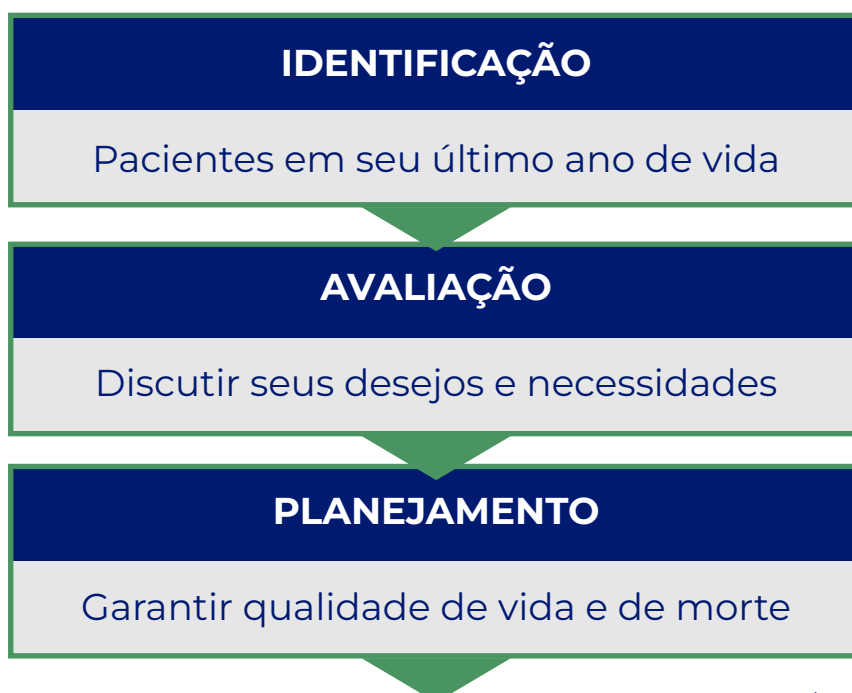 IDENTIFICAÇÃO
Pacientes em seu último ano de vida
AVALIAÇÃO
Discutir seus desejos e necessidades
PLANEJAMENTO
Garantir qualidade de vida e de morte